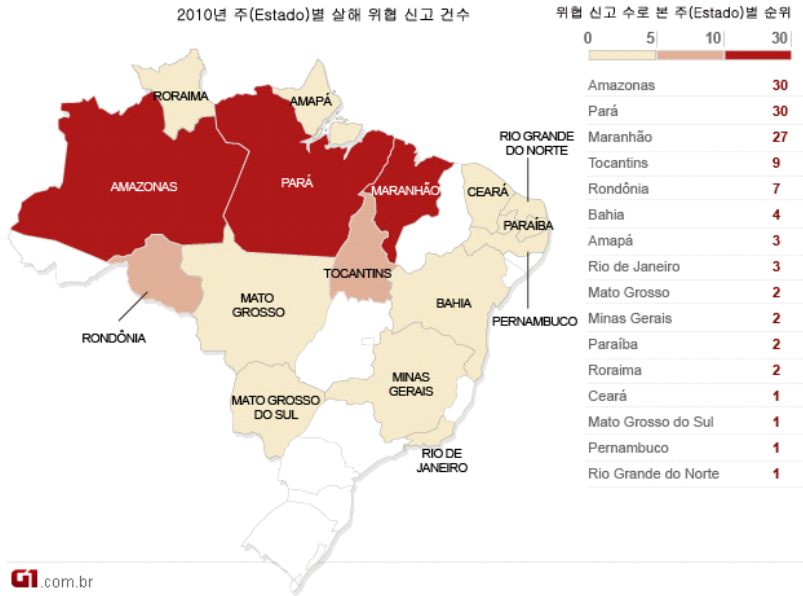 2010년 주(Estado)별 살해 위협 신고 건수
위협 신고 수로 본 주(Estado)별 순위
0 5 10 30
RORAIMA
AMAPÁ
AMAZONAS
PARÁ
MARANHÃO
CEARÁ
RIO GRANDE
DO NORTE
PARAÍBA
PERNAMBUCO
TOCANTINS
RONDÔNIA
MATO
GROSSO
BAHIA
MINAS
GERAIS
MATO GROSSO
DO SUL
RIO DE
JANEIRO
Amazonas 30
Pará 30
Maranhão 27
Tocantins 9
Rondônia 7
Bahia 4
Amapá 3
Rio de Janeiro 3
Mato Grosso 2
Minas Gerais 2
Paraíba 2
Roraima 2
Ceará 1
Mato Grosso do Sul 1
Pernambuco 1
Rio Grande do Norte 1
G1.com.br